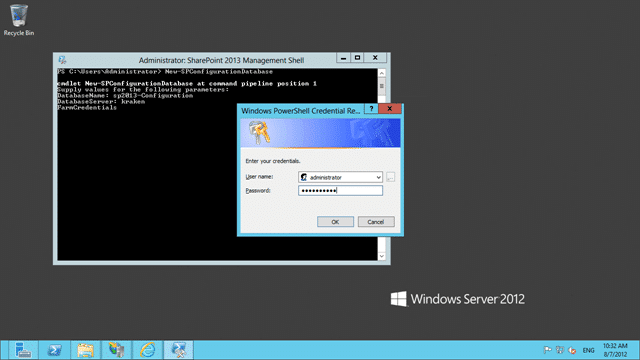 Recycle Bin
Administrator: SharePoint 2013 Management Shell
PS C:\Users\Administrator> New-SPConfigurationDatabase
cmdlet New-SPConfigurationDatabase at command pipeline position 1
Supply values for the following parameters:
DatabaseName: sp2013-Configuration
DatabaseServer: kraken
FarmCredentials
Windows PowerShell Credential Re...
Enter your credentials.
User name:
administrator
Password:
●●●●●●●●●●
OK
Cancel
Windows Server 2012
ENG
10:32 AM
8/7/2012